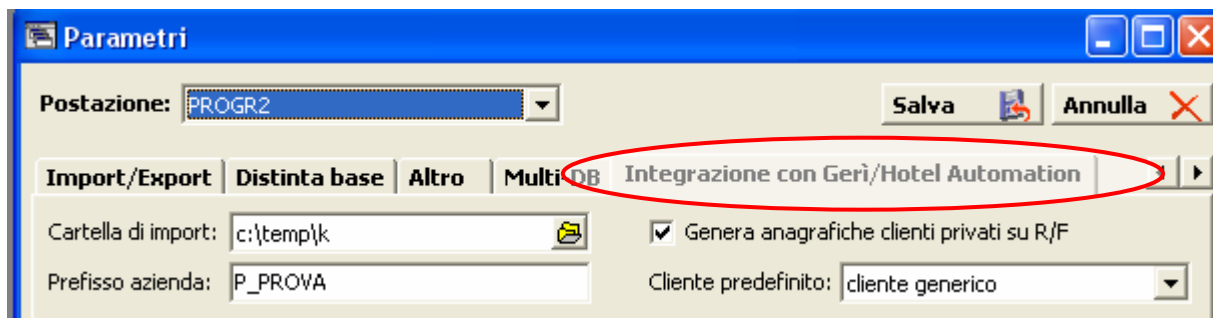 Parametri
Postazione: PROGR2 Salva Annulla
Import/Export Distinta base Altro Multi-DB Integrazione con Gerì/Hotel Automation
Cartella di import: c:\temp\k Genera anagrafiche clienti privati su R/F
Prefisso azienda: P_PROVA Cliente predefinito: cliente generico